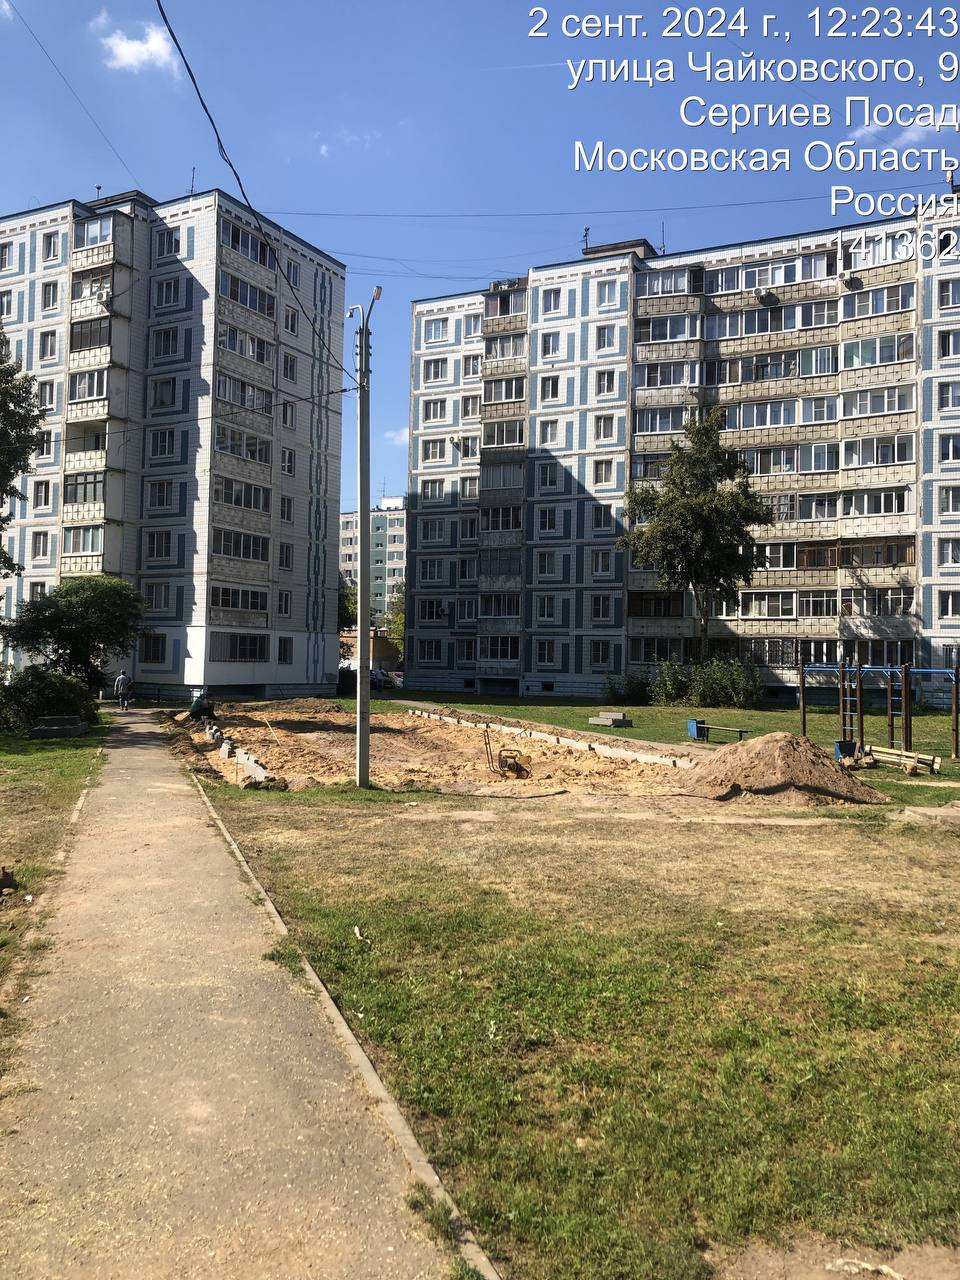 2 сент. 2024 г., 12:23:43
улица Чайковского, 9
Сергиев Посад
Московская Область
Россия
141362